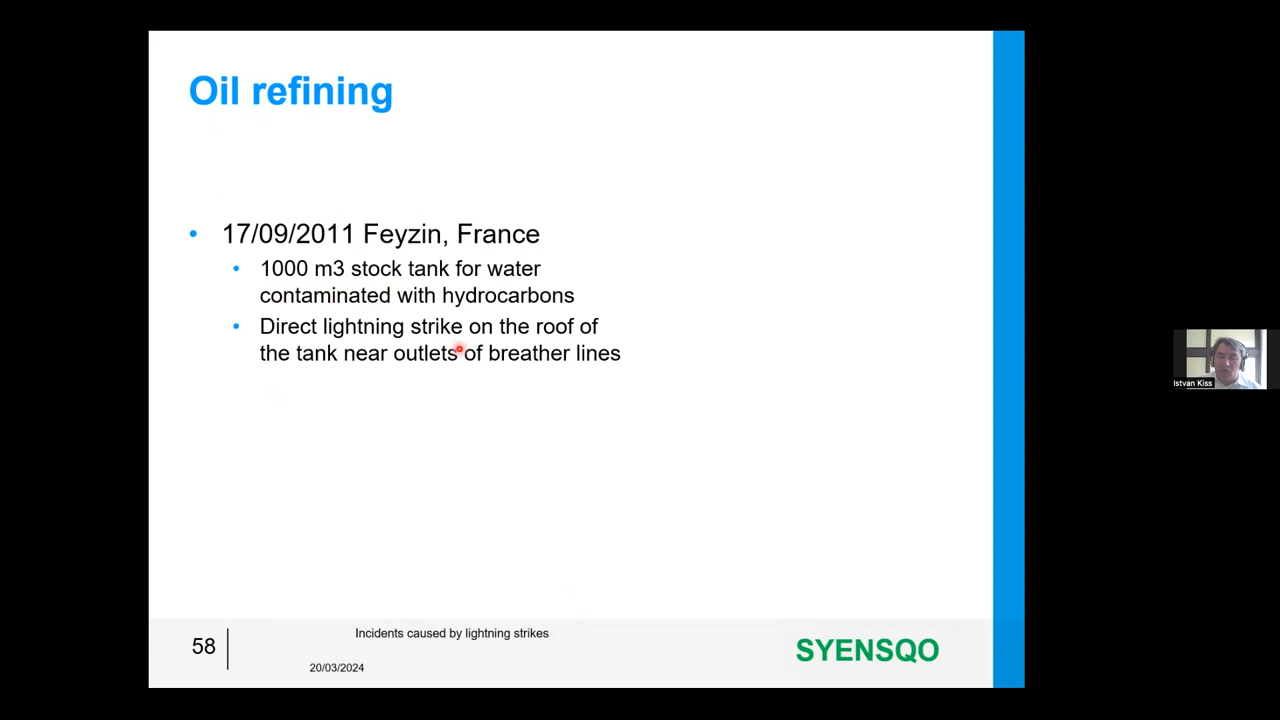 Oil refining
• 17/09/2011 Feyzin, France
• 1000 m3 stock tank for water
contaminated with hydrocarbons
• Direct lightning strike on the roof of
the tank near outlets of breather lines
Istvan Kiss
58
Incidents caused by lightning strikes
20/03/2024
SYENSQO